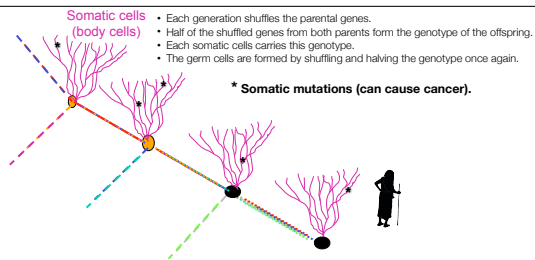 Somatic cells
(body cells)
• Each generation shuffles the parental genes.
• Half of the shuffled genes from both parents form the genotype of the offspring.
• Each somatic cells carries this genotype.
• The germ cells are formed by shuffling and halving the genotype once again.
* Somatic mutations (can cause cancer).
*
*
*
*
*